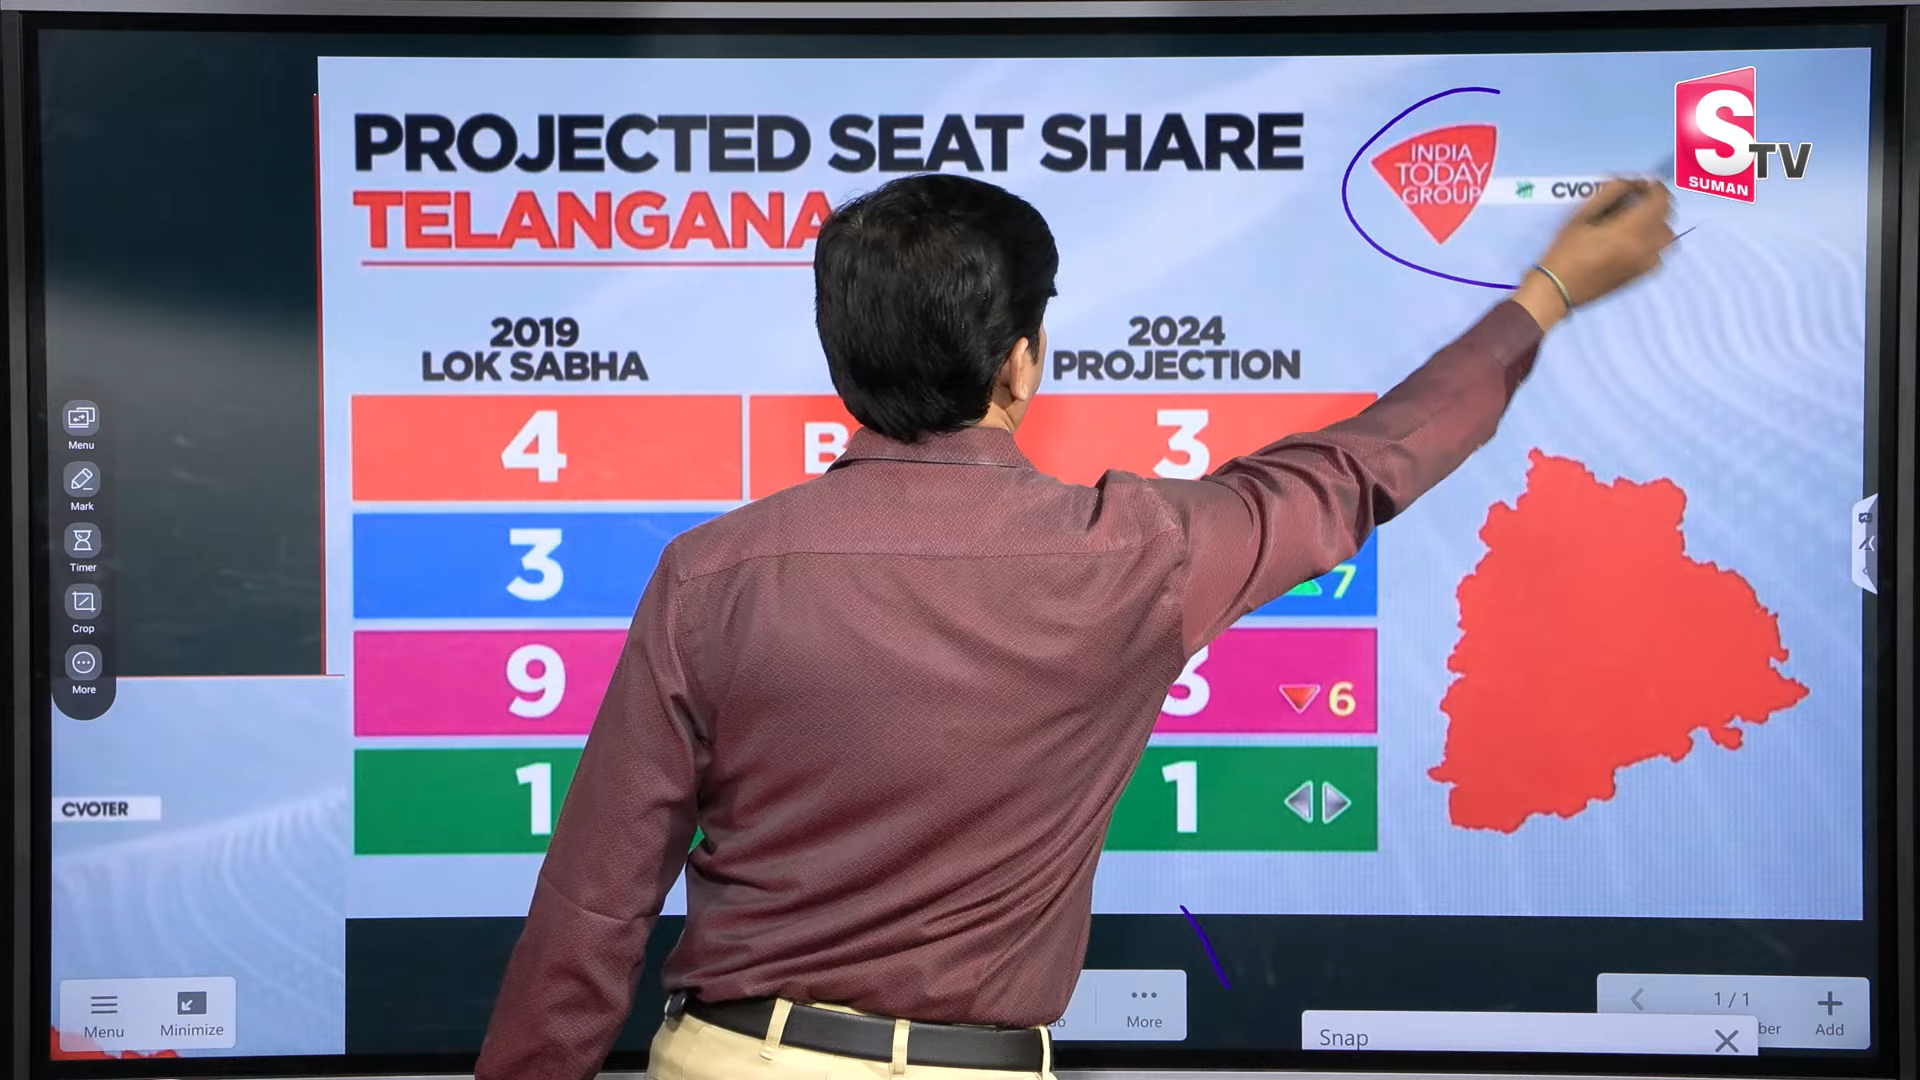 PROJECTED SEAT SHARE
TELANGANA
INDIA
TODAY
GROUP
S
TV
SUMAN
2019
LOK SABHA
2024
PROJECTION
4
3
3
7
9
3
6
1
1
Menu
Mark
Timer
Crop
More
CVOTER
Menu
Minimize
More
Snap
1 / 1
Add